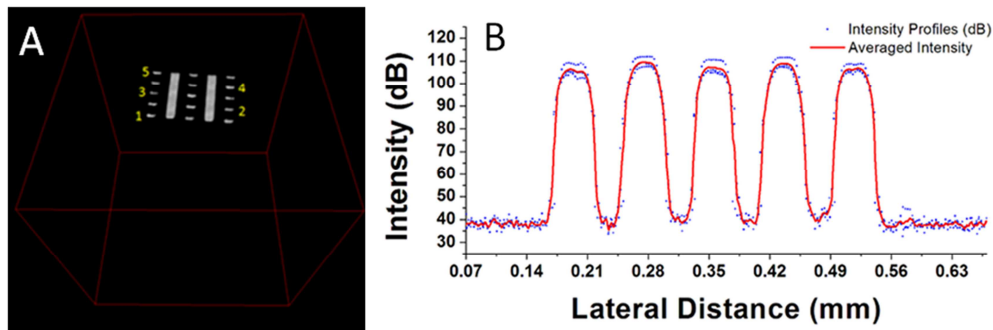 A
5
3
1
4
2
B
Intensity Profiles (dB)
Averaged Intensity
Intensity (dB)
120
110
100
90
80
70
60
50
40
30
0.07 0.14 0.21 0.28 0.35 0.42 0.49 0.56 0.63
Lateral Distance (mm)